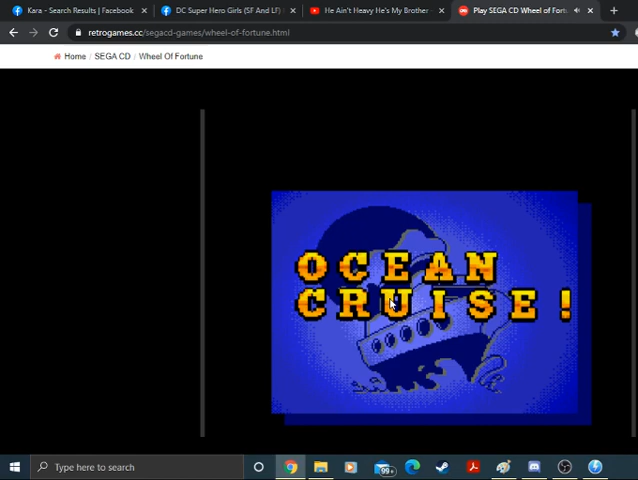 Kara - Search Results | Facebook
DC Super Hero Girls (SF And LF) |
He Ain't Heavy He's My Brother -
Play SEGA CD Wheel of Fort
retrogames.cc/segacd-games/wheel-of-fortune.html
Home / SEGA CD / Wheel Of Fortune
OCEAN
CRUISE!
Type here to search
99+